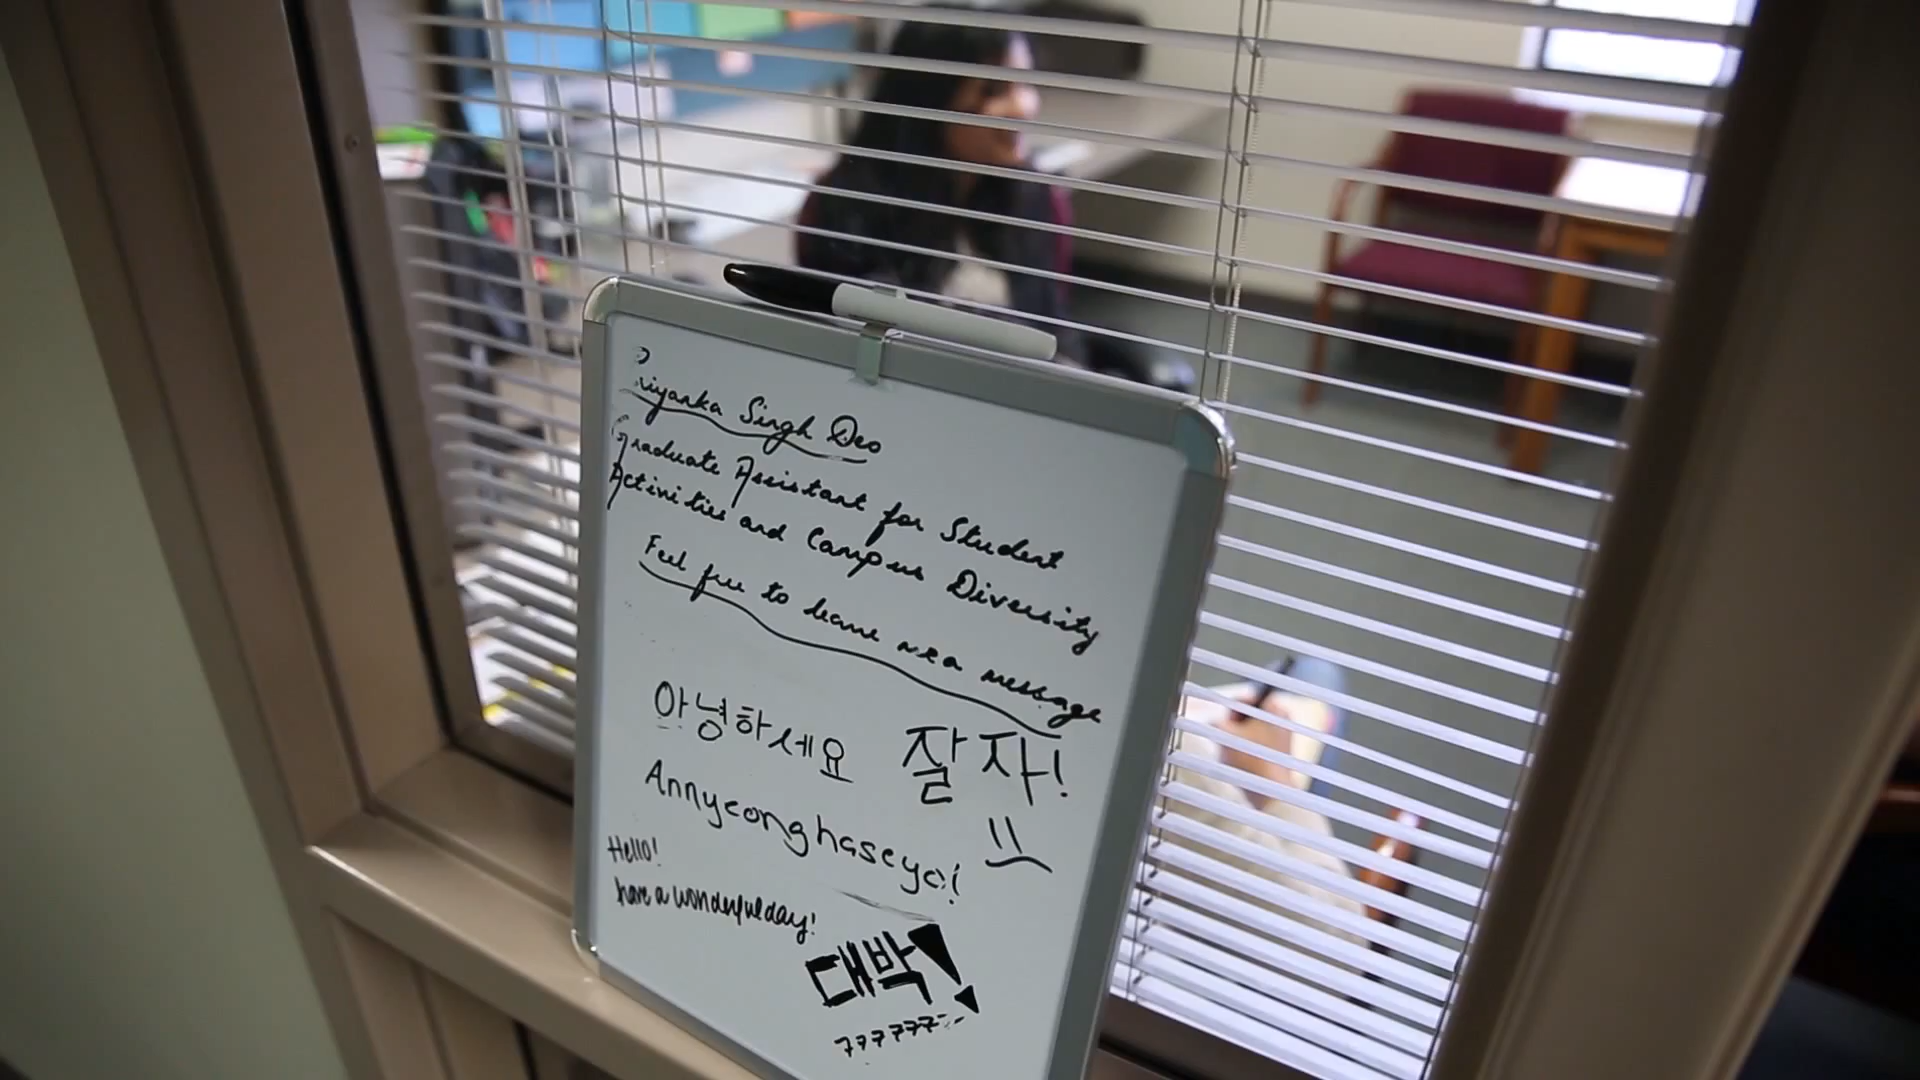 Priyanka Singh Deo
Graduate Assistant for Student
Activities and Campus Diversity
Feel free to leave me a message
안녕하세요 잘자!
Annyeonghaseyo!
Hello!
have a wonderful day!
대박!
ㅋㅋㅋㅋㅋㅋ